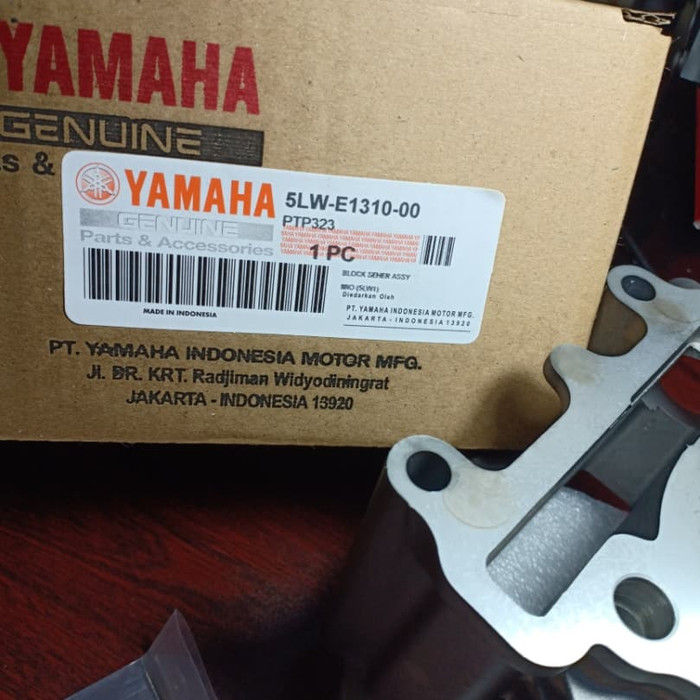 YAMAHA
GENUINE
s &
YAMAHA
GENUINE
Parts & Accessories
5LW-E1310-00
PTP323
1 PC
BLOCK SEHER ASSY
MIO (5LW1)
Diedarkan Oleh
PT. YAMAHA INDONESIA MOTOR MFG.
JAKARTA - INDONESIA 13920
MADE IN INDONESIA
PT. YAMAHA INDONESIA MOTOR MFG.
Jl. DR. KRT. Radjiman Widyodiningrat
JAKARTA - INDONESIA 13920